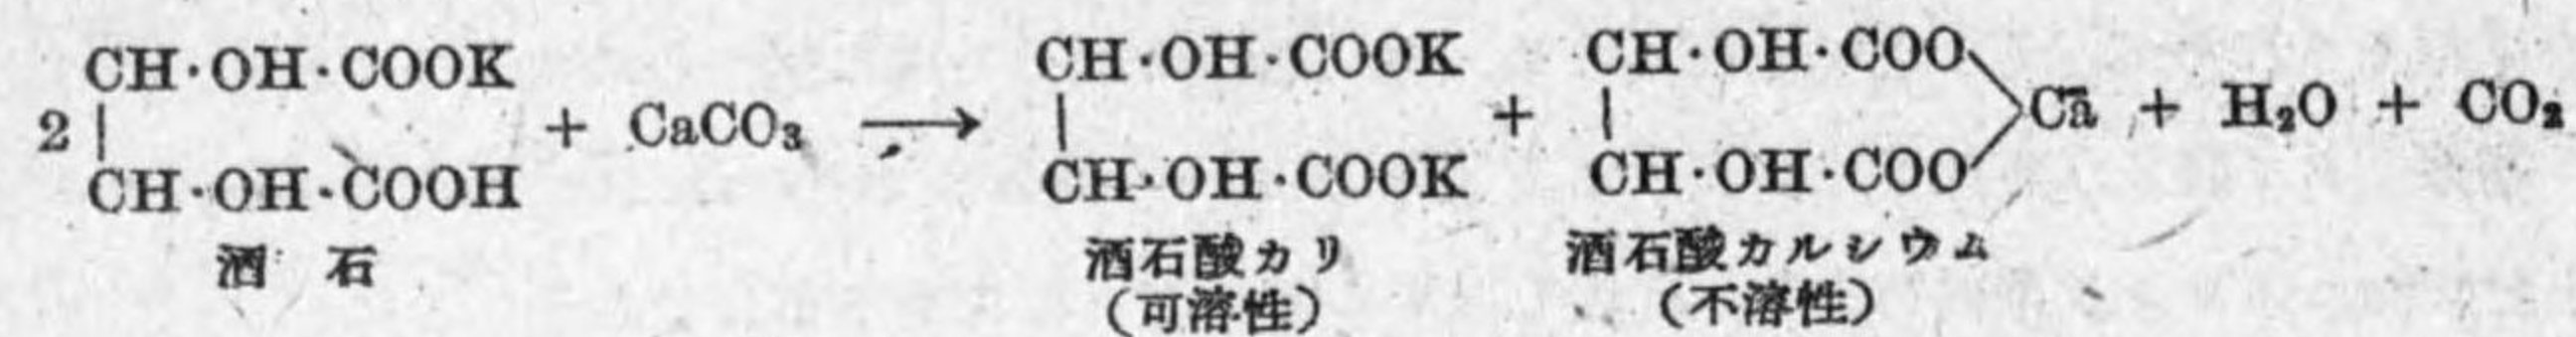 CH·OH·COOK CH·OH·COOK CH·OH·COO
2 | + CaCO₃ ⟶ | + | Ca + H₂O + CO₂
CH·OH·COOH CH·OH·COOK CH·OH·COO
酒石 酒石酸カリ 酒石酸カルシウム
(可溶性) (不溶性)